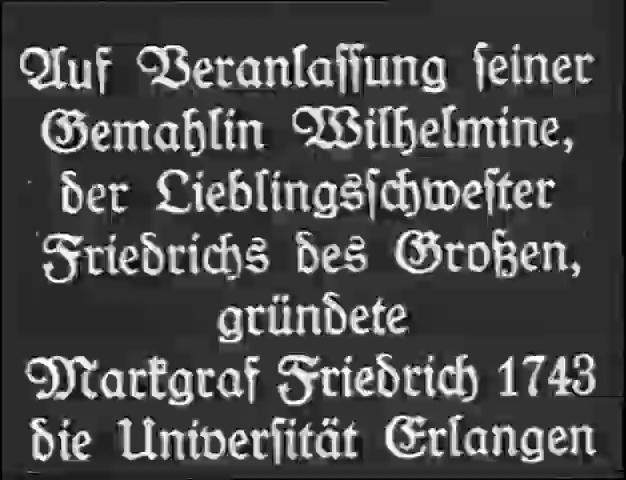 Auf Veranlaſſung ſeiner
Gemahlin Wilhelmine,
der Lieblingsſchweſter
Friedrichs des Großen,
gründete
Markgraf Friedrich 1743
die Univerſität Erlangen